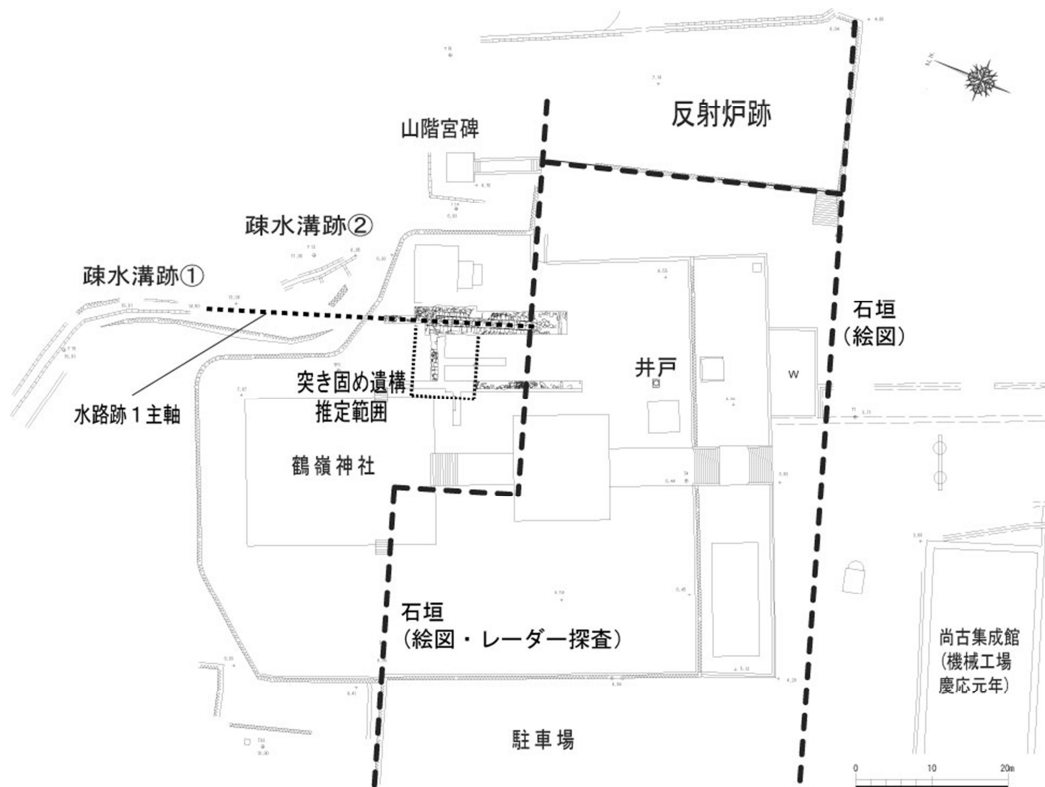 反射炉跡
山階宮碑
疎水溝跡②
疎水溝跡①
石垣
(絵図)
井戸
W
突き固め遺構
推定範囲
水路跡１主軸
鶴嶺神社
石垣
(絵図・レーダー探査)
尚古集成館
(機械工場
慶応元年)
駐車場
0 10 20m